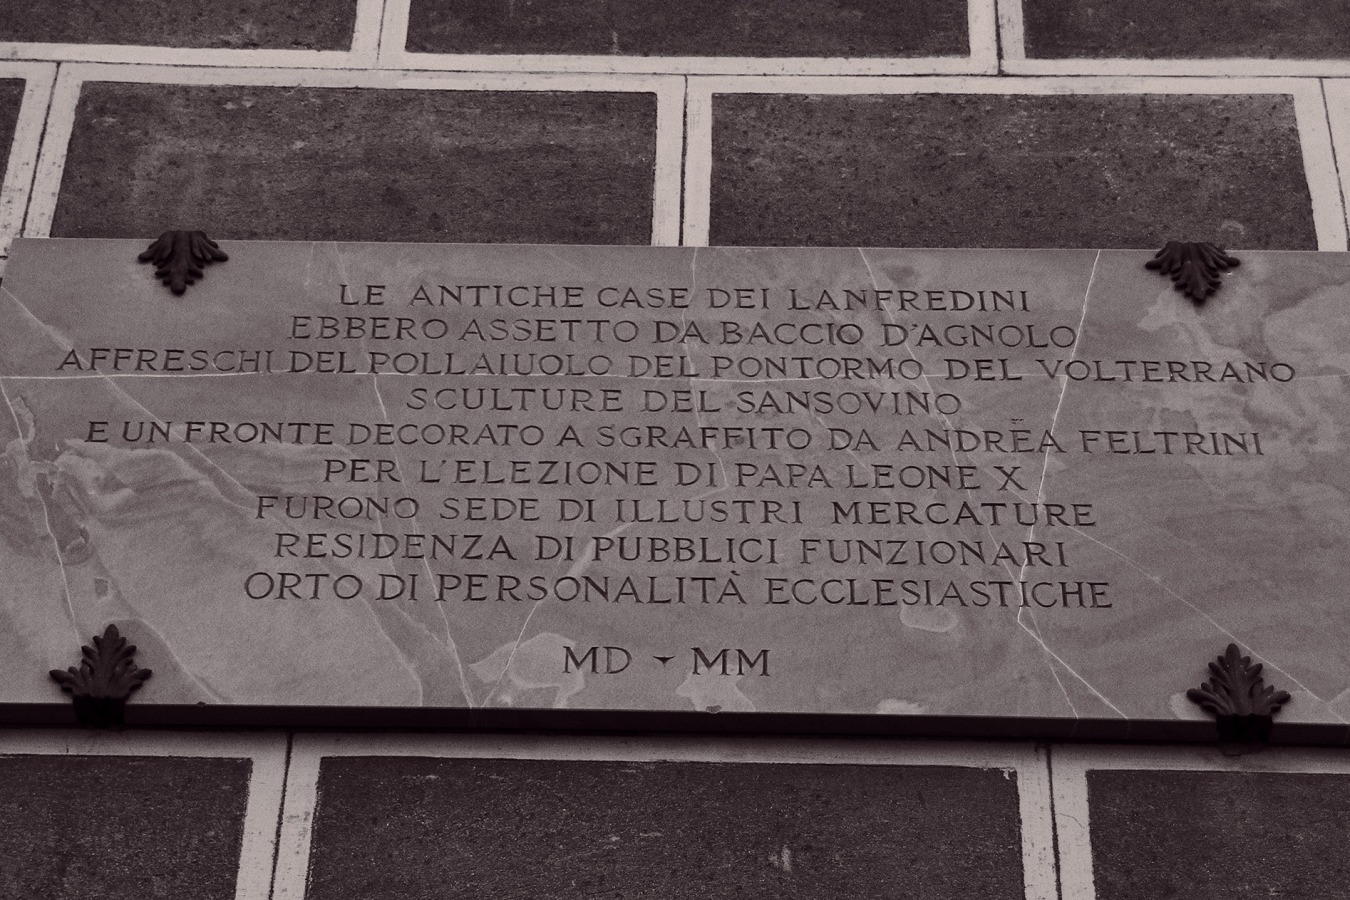 LE ANTICHE CASE DEI LANFREDINI
EBBERO ASSETTO DA BACCIO D'AGNOLO
AFFRESCHI DEL POLLAIUOLO DEL PONTORMO DEL VOLTERRANO
SCULTURE DEL SANSOVINO
E UN FRONTE DECORATO A SGRAFFITO DA ANDRËA FELTRINI
PER L'ELEZIONE DI PAPA LEONE X
FURONO SEDE DI ILLUSTRI MERCATURE
RESIDENZA DI PUBBLICI FUNZIONARI
ORTO DI PERSONALITÀ ECCLESIASTICHE
MD MM